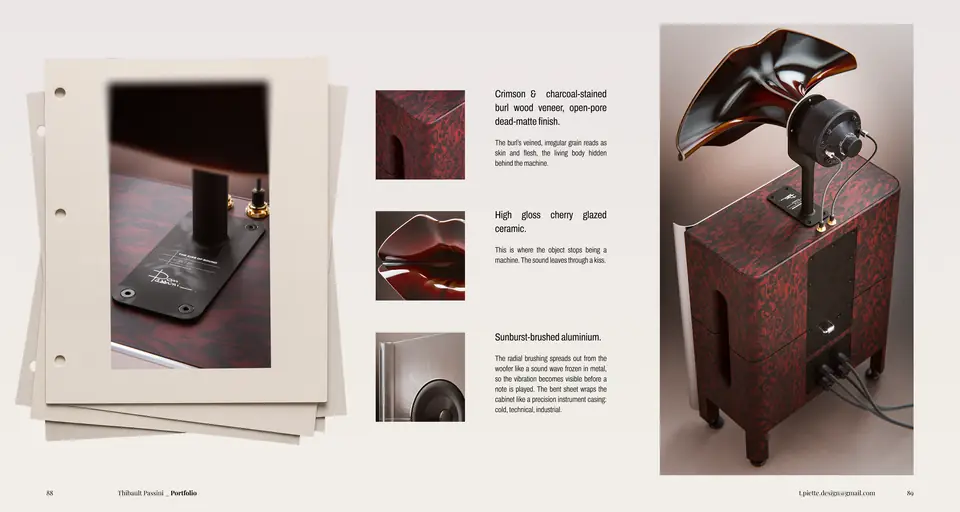 Crimson & charcoal-stained
burl wood veneer, open-pore
dead-matte finish.
The burl's veined, irregular grain reads as
skin and flesh, the living body hidden
behind the machine.
High gloss cherry glazed
ceramic.
This is where the object stops being a
machine. The sound leaves through a kiss.
Sunburst-brushed aluminium.
The radial brushing spreads out from the
woofer like a sound wave frozen in metal,
so the vibration becomes visible before a
note is played. The bent sheet wraps the
cabinet like a precision instrument casing:
cold, technical, industrial.
88
Thibault Passini _ Portfolio
t.piette.design@gmail.com
89